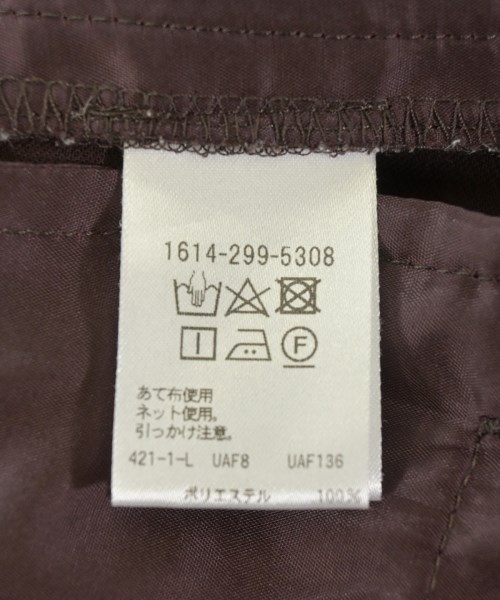 1614-299-5308
F
あて布使用
ネット使用。
引っかけ注意。
421-1-L UAF8 UAF136
ポリエステル 100%